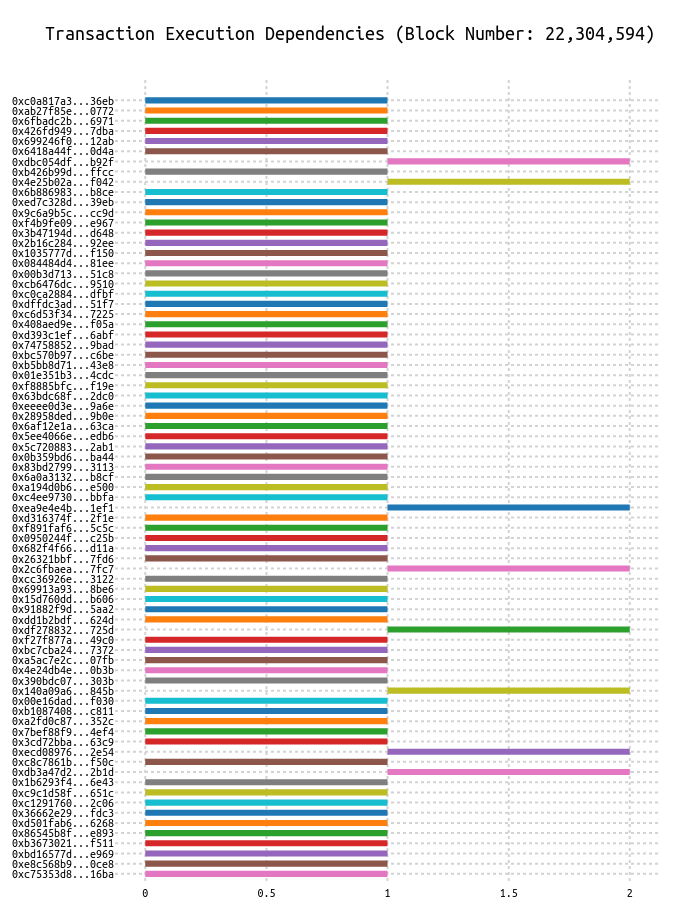 Transaction Execution Dependencies (Block Number: 22,304,594)
0xc0a817a3...36eb
0xab27f85e...0772
0x6fbadc2b...6971
0x426fd949...7dba
0x699246f0...12ab
0x6418a44f...0d4a
0xdbc054df...b92f
0xb426b99d...ffcc
0x4e25b02a...f042
0x6b886983...b8ce
0xed7c328d...39eb
0x9c6a9b5c...cc9d
0xf4b9fe09...e967
0x3b47194d...d648
0x2b16c284...92ee
0x1035777d...f150
0x084484d4...81ee
0x00b3d713...51c8
0xcb6476dc...9510
0xc0ca2884...dfbf
0xdffdc3ad...51f7
0xc6d53f34...7225
0x408aed9e...f05a
0xd393c1ef...6abf
0x74758852...9bad
0xbc570b97...c6be
0xb5bb8d71...43e8
0x01e351b3...4cdc
0xf8885bfc...f19e
0x63bdc68f...2dc0
0xeeee0d3e...9a6e
0x28958ded...9b0e
0x6af12e1a...63ca
0x5ee4066e...edb6
0x5c720883...2ab1
0x0b359bd6...ba44
0x83bd2799...3113
0x6a0a3132...b8cf
0xa194d0b6...e500
0xc4ee9730...bbfa
0xea9e4e4b...1ef1
0xd316374f...2f1e
0xf891faf6...5c5c
0x0950244f...c25b
0x682f4f66...d11a
0x26321bbf...7fd6
0x2c6fbaea...7fc7
0xcc36926e...3122
0x69913a93...8be6
0x15d760dd...b606
0x91882f9d...5aa2
0xdd1b2bdf...624d
0xdf278832...725d
0xf27f877a...49c0
0xbc7cba24...7372
0xa5ac7e2c...07fb
0x4e24db4e...0b3b
0x390bdc07...303b
0x140a09a6...845b
0x00e16dad...f030
0xb1087408...c811
0xa2fd0c87...352c
0x7bef88f9...4ef4
0x3cd72bba...63c9
0xecd08976...2e54
0xc8c7861b...f50c
0xdb3a47d2...2b1d
0x1b6293f4...6e43
0xc9c1d58f...651c
0xc1291760...2c06
0x36662e29...fdc3
0xd501fab6...6268
0x86545b8f...e893
0xb3673021...f511
0xbd16577d...e969
0xe8c568b9...0ce8
0xc75353d8...16ba
0 0.5 1 1.5 2